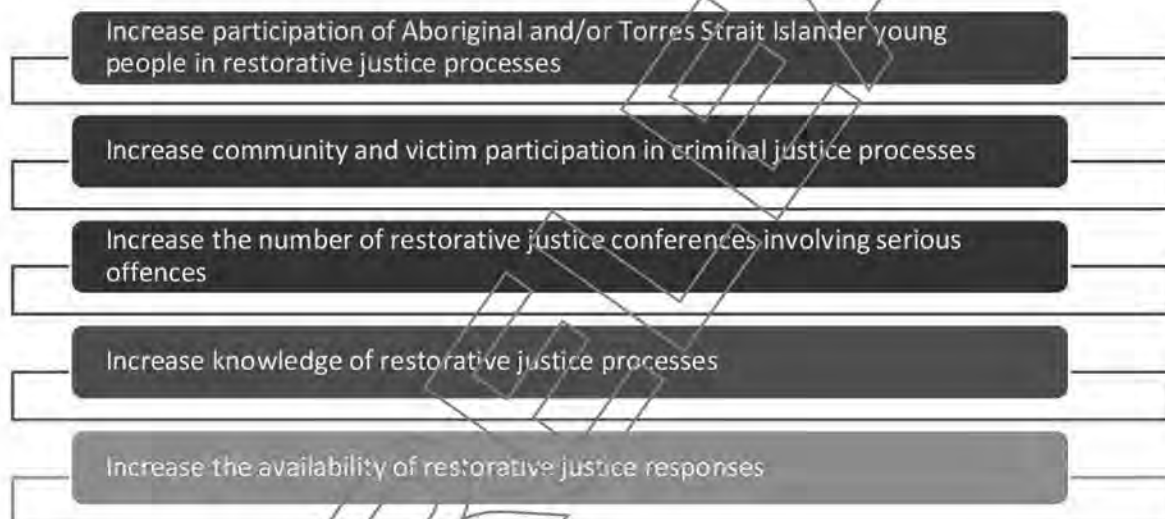 Increase participation of Aboriginal and/or Torres Strait Islander young
people in restorative justice processes
Increase community and victim participation in criminal justice processes
Increase the number of restorative justice conferences involving serious
offences
Increase knowledge of restorative justice processes
Increase the availability of restorative justice responses